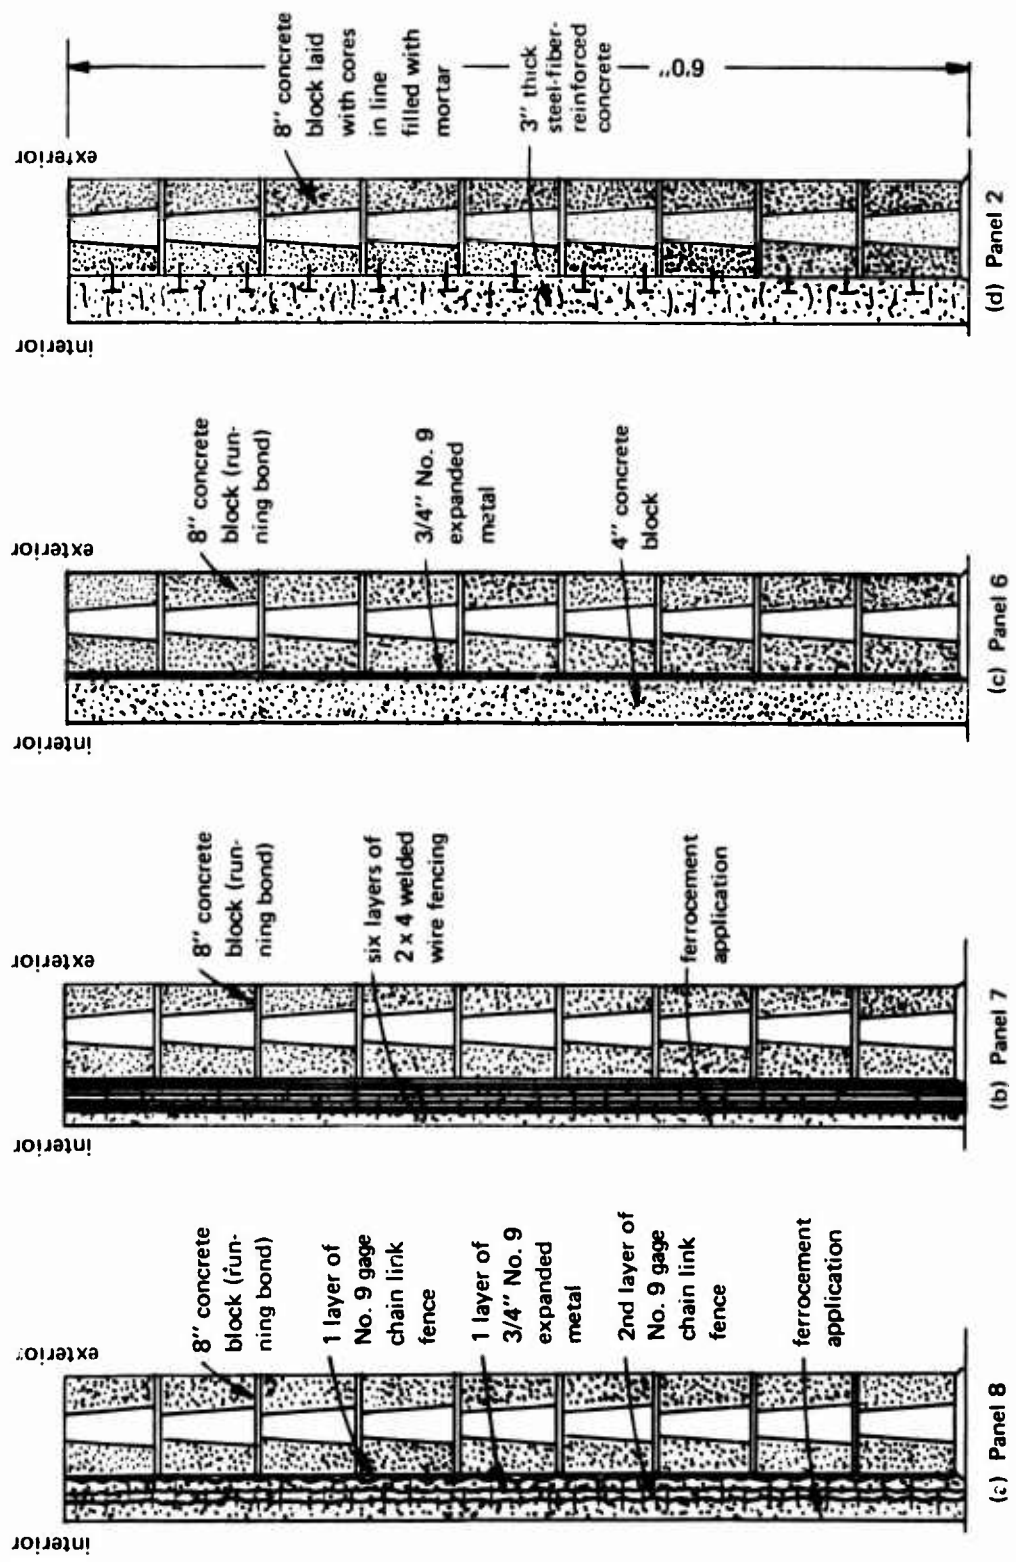 interior
exterior
8" concrete
block (run-
ning bond)
1 layer of
No. 9 gage
chain link
fence
1 layer of
3/4" No. 9
expanded
metal
2nd layer of
No. 9 gage
chain link
fence
ferrocement
application
(a) Panel 8
interior
exterior
8" concrete
block (run-
ning bond)
six layers of
2 x 4 welded
wire fencing
ferrocement
application
(b) Panel 7
interior
exterior
8" concrete
block (run-
ning bond)
3/4" No. 9
expanded
metal
4" concrete
block
(c) Panel 6
interior
exterior
8" concrete
block laid
with cores
in line
filled with
mortar
3" thick
steel-fiber-
reinforced
concrete
6'0"
(d) Panel 2